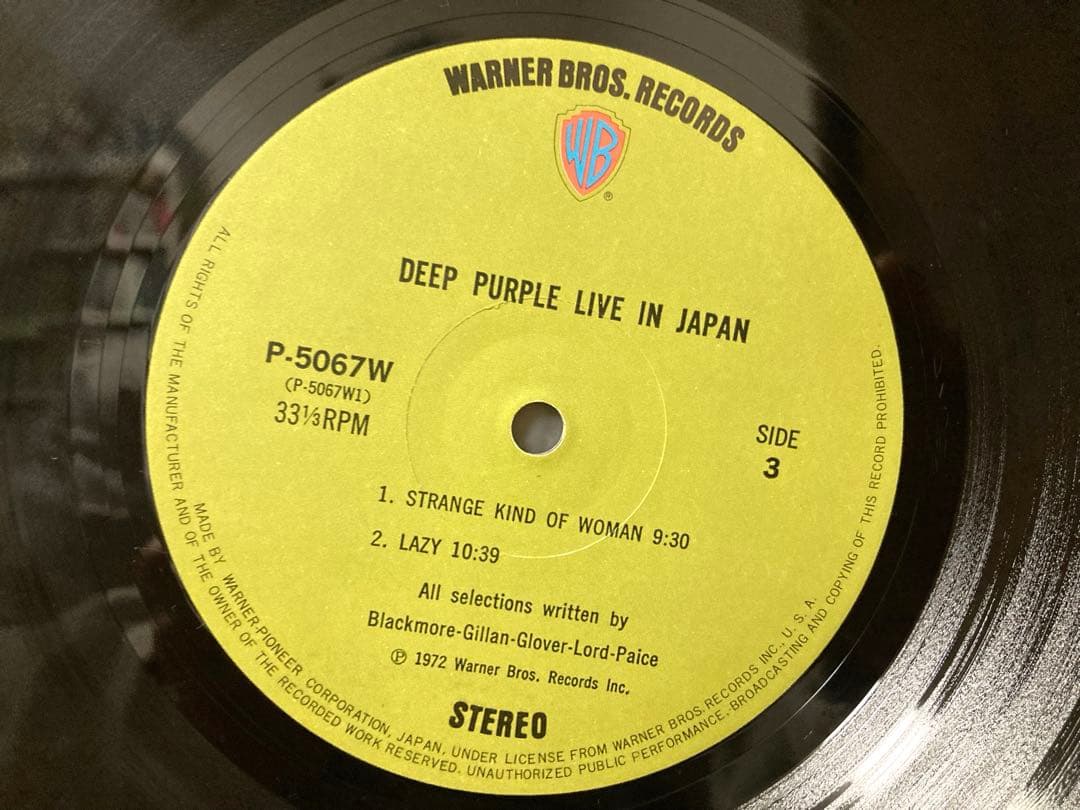 WARNER BROS. RECORDS
WB
®
DEEP PURPLE LIVE IN JAPAN
P-5067W
(P-5067W1)
33⅓RPM
SIDE
3
1. STRANGE KIND OF WOMAN 9:30
2. LAZY 10:39
All selections written by
Blackmore-Gillan-Glover-Lord-Paice
℗ 1972 Warner Bros. Records Inc.
STEREO
MADE BY WARNER-PIONEER CORPORATION, JAPAN, UNDER LICENSE FROM WARNER BROS. RECORDS INC., U. S. A.
ALL RIGHTS OF THE MANUFACTURER AND OF THE OWNER OF THE RECORDED WORK RESERVED. UNAUTHORIZED PUBLIC PERFORMANCE, BROADCASTING AND COPYING OF THIS RECORD PROHIBITED.